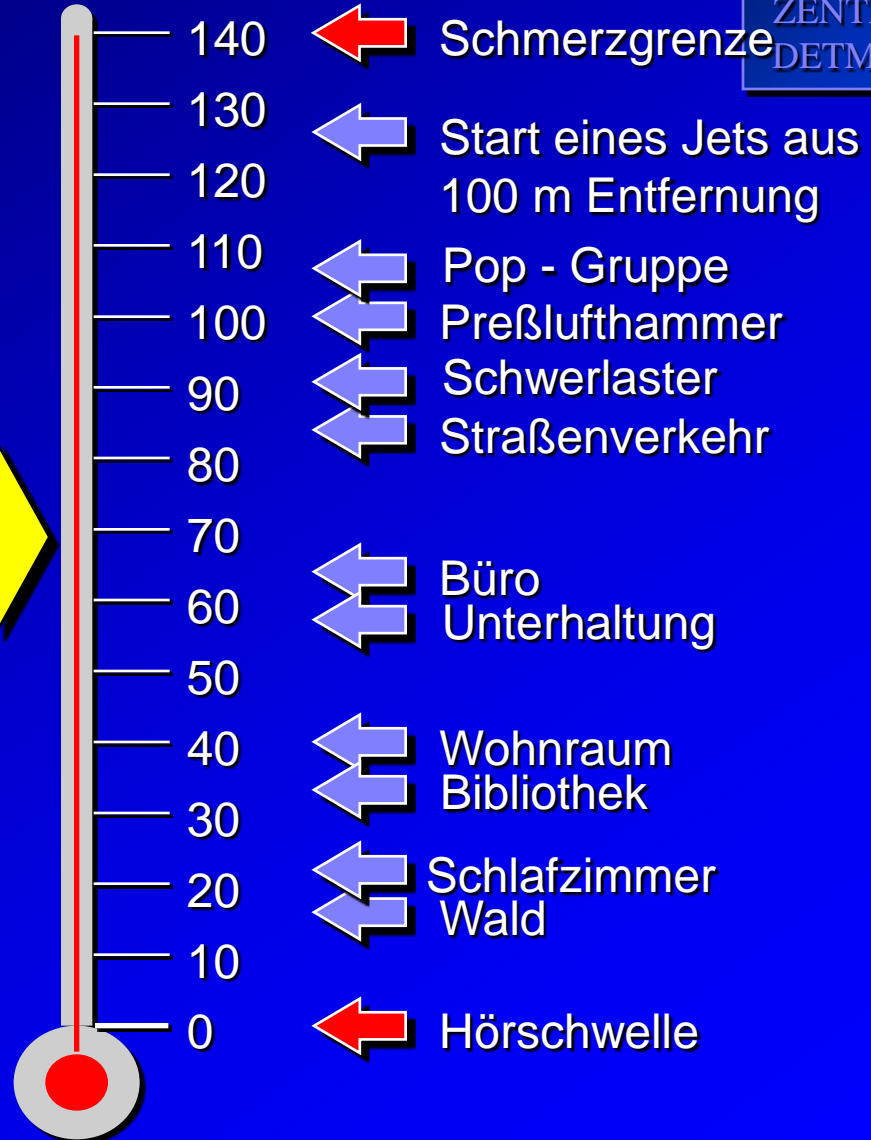 140 Schmerzgrenze
130
Start eines Jets aus
120 100 m Entfernung
110 Pop - Gruppe
100 Preßlufthammer
90 Schwerlaster
Straßenverkehr
80
70
Büro
60 Unterhaltung
50
40 Wohnraum
Bibliothek
30
20 Schlafzimmer
Wald
10
0 Hörschwelle